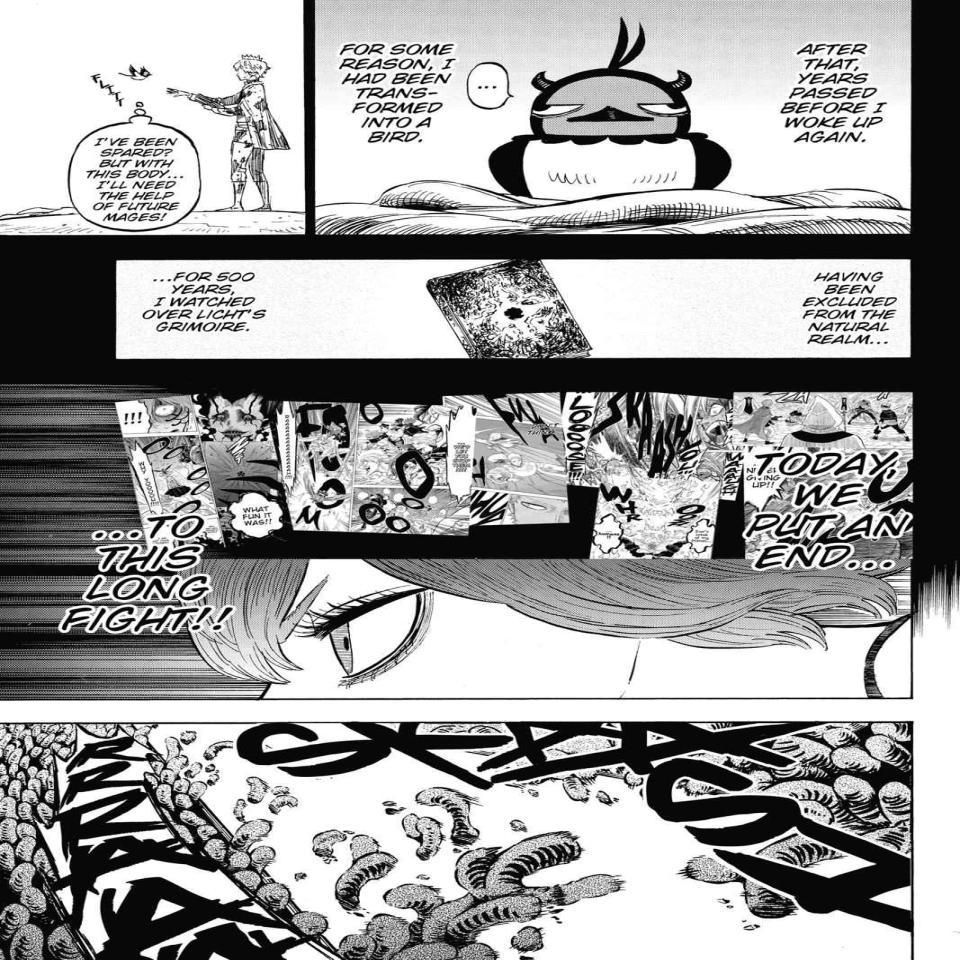 AFTER
THAT,
YEARS
PASSED
BEFORE I
WOKE UP
AGAIN.
...
FOR SOME
REASON, I
HAD BEEN
TRANS-
FORMED
INTO A
BIRD.
FLITT
I'VE BEEN
SPARED?
BUT WITH
THIS BODY...
I'LL NEED
THE HELP
OF FUTURE
MAGES!
HAVING
BEEN
EXCLUDED
FROM THE
NATURAL
REALM...
...FOR 500
YEARS,
I WATCHED
OVER LICHT'S
GRIMOIRE.
TODAY,
WE
PUT AN
END...
WHAT
FUN IT
WAS!!
!!!
...TO
THIS
LONG
FIGHT!!